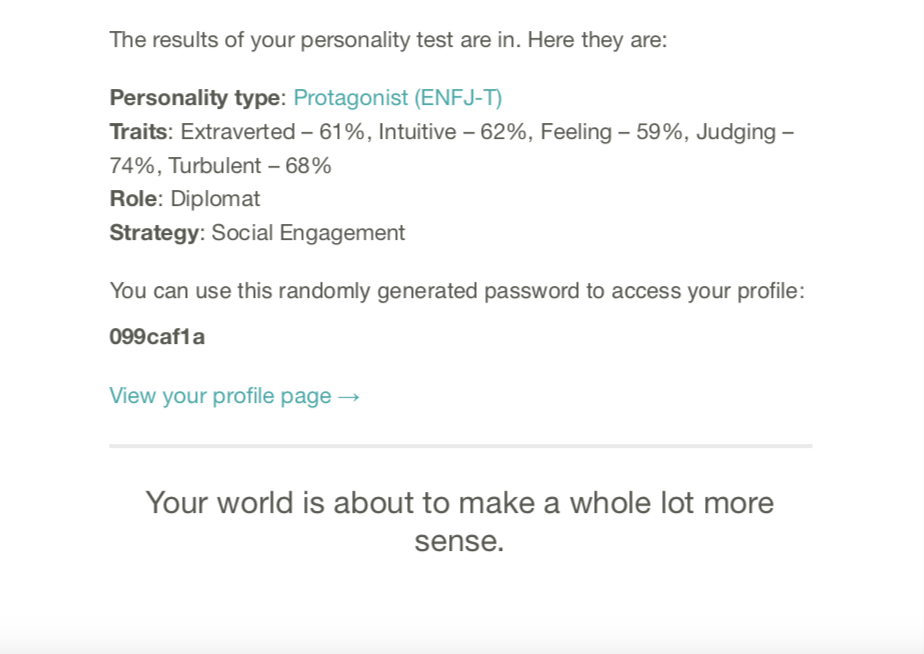 The results of your personality test are in. Here they are:
Personality type: Protagonist (ENFJ-T)
Traits: Extraverted – 61%, Intuitive – 62%, Feeling – 59%, Judging –
74%, Turbulent – 68%
Role: Diplomat
Strategy: Social Engagement
You can use this randomly generated password to access your profile:
099caf1a
View your profile page →
Your world is about to make a whole lot more
sense.